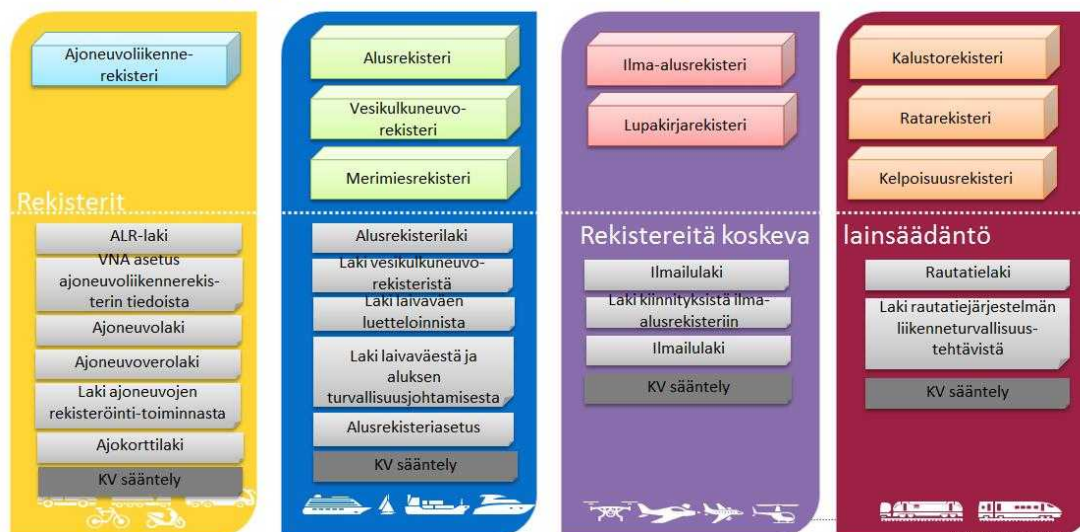 Ajoneuvoliikenne-
rekisteri
Rekisterit
ALR-laki
VNA asetus
ajoneuvoliikennerekis-
terin tiedoista
Ajoneuvolaki
Ajoneuvoverolaki
Laki ajoneuvojen
rekisteröinti-toiminnasta
Ajokorttilaki
KV sääntely
Alusrekisteri
Vesikulkuneuvo-
rekisteri
Merimiesrekisteri
Alusrekisterilaki
Laki vesikulkuneuvo-
rekisteristä
Laki laivaväen
luetteloinnista
Laki laivaväestä ja
aluksen
turvallisuusjohtamisesta
Alusrekisteriasetus
KV sääntely
Ilma-alusrekisteri
Lupakirjarekisteri
Rekistereitä koskeva lainsäädäntö
Ilmailulaki
Laki kiinnityksistä ilma-
alusrekisteriin
Ilmailulaki
KV sääntely
Kalustorekisteri
Ratarekisteri
Kelpoisuusrekisteri
Rautatielaki
Laki rautatiejärjestelmän
liikenneturvallisuus-
tehtävistä
KV sääntely